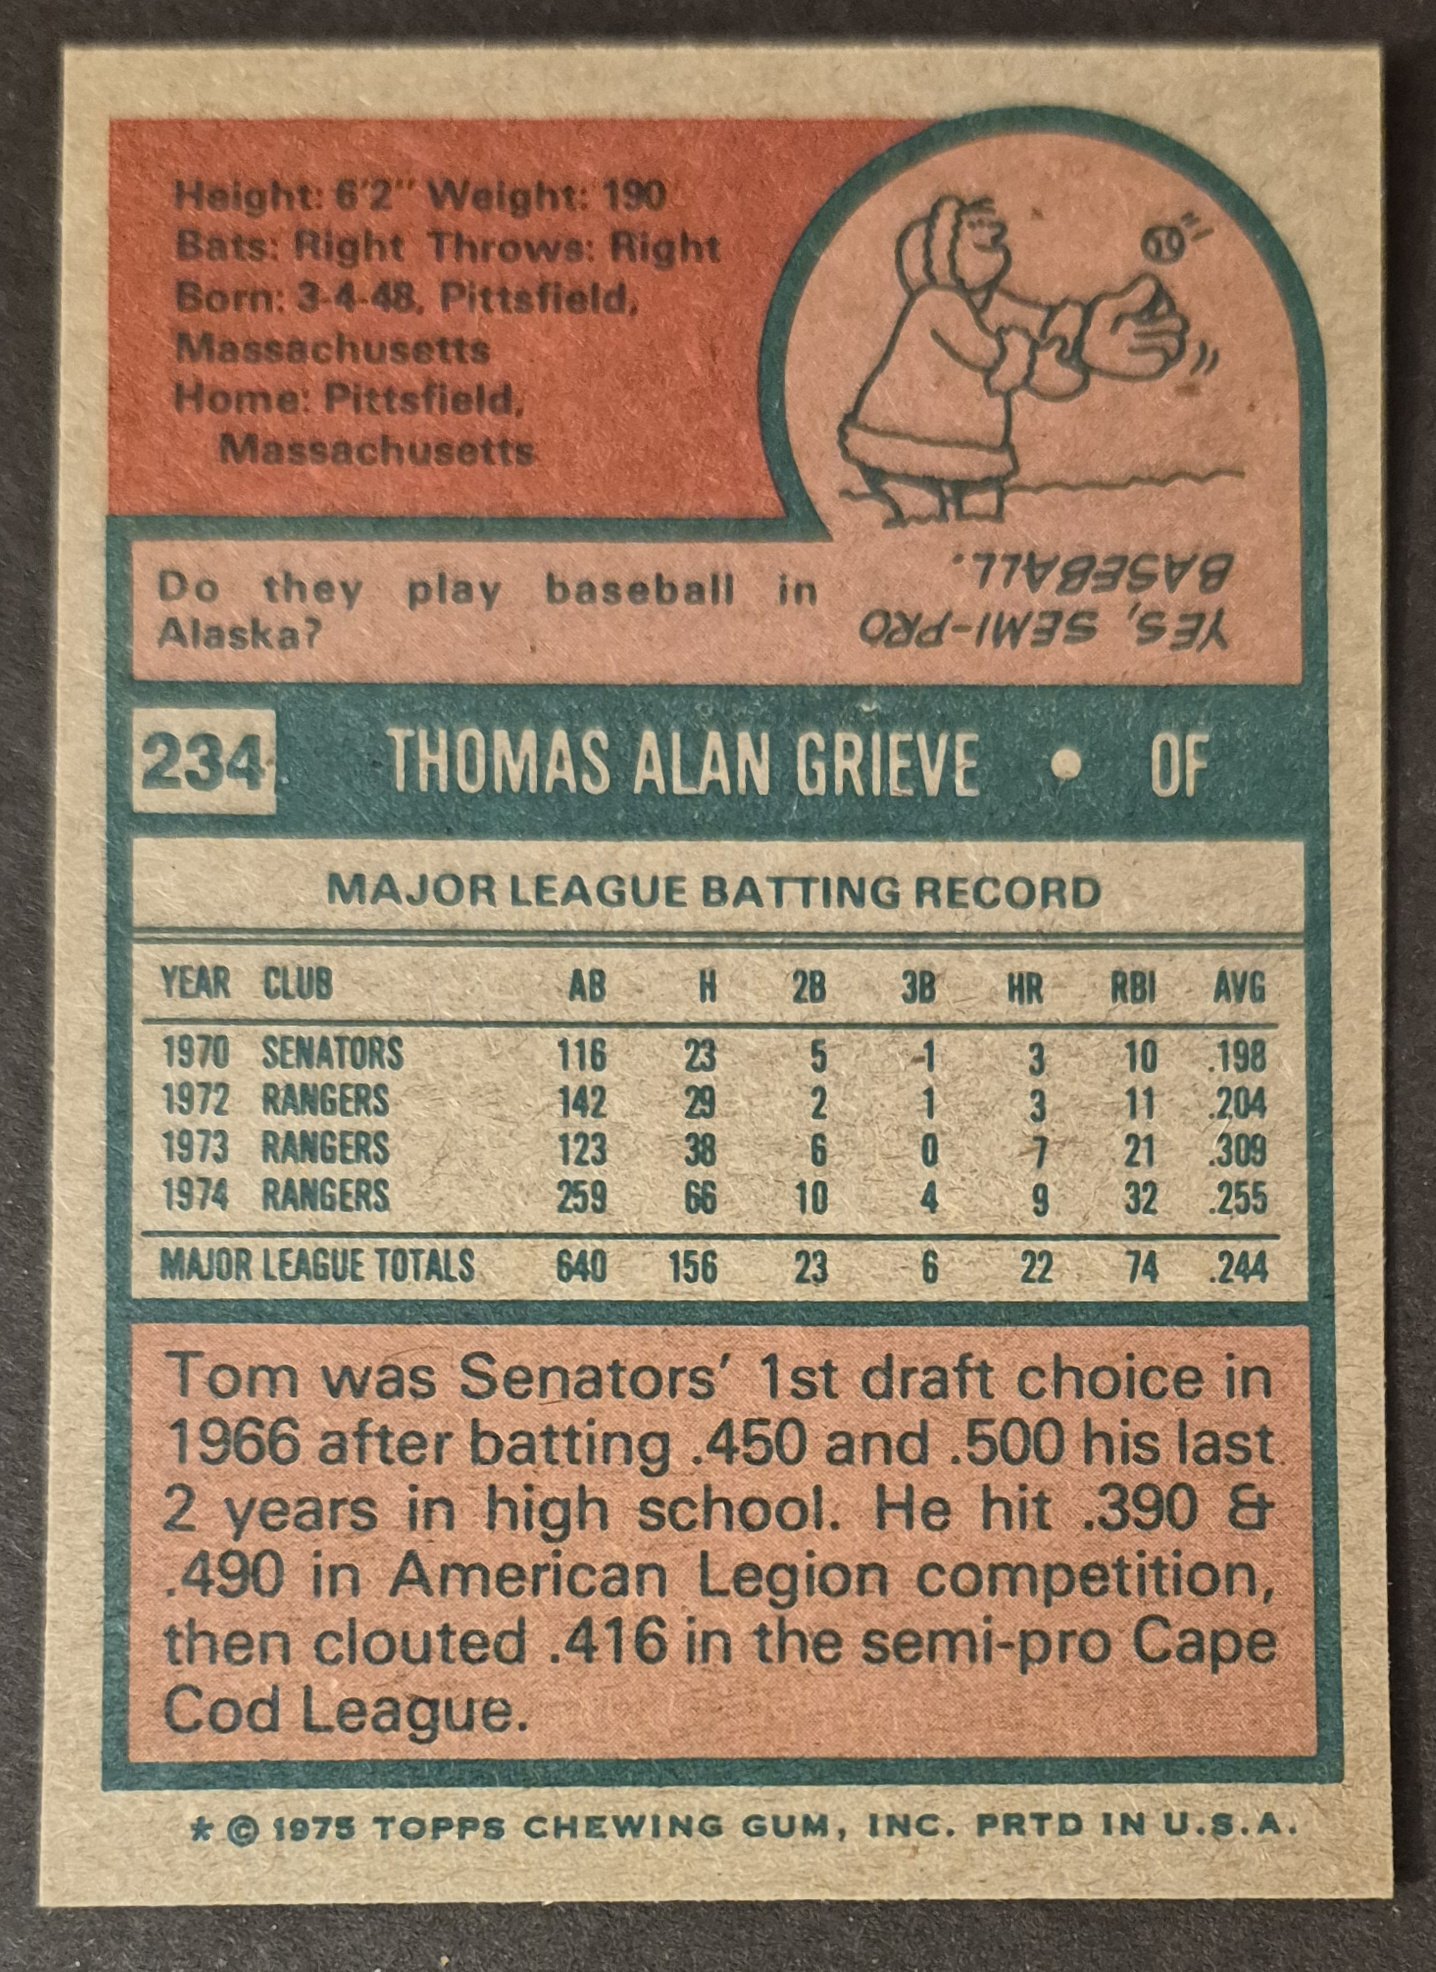 Height: 6'2" Weight: 190
Bats: Right Throws: Right
Born: 3-4-48, Pittsfield,
Massachusetts
Home: Pittsfield,
Massachusetts
Do they play baseball in
Alaska?
YES, SEMI-PRO
BASEBALL.
234 THOMAS ALAN GRIEVE • OF
MAJOR LEAGUE BATTING RECORD
YEAR CLUB AB H 2B 3B HR RBI AVG
1970 SENATORS 116 23 5 1 3 10 .198
1972 RANGERS 142 29 2 1 3 11 .204
1973 RANGERS 123 38 6 0 7 21 .309
1974 RANGERS 259 66 10 4 9 32 .255
MAJOR LEAGUE TOTALS 640 156 23 6 22 74 .244
Tom was Senators' 1st draft choice in
1966 after batting .450 and .500 his last
2 years in high school. He hit .390 &
.490 in American Legion competition,
then clouted .416 in the semi-pro Cape
Cod League.
* © 1975 TOPPS CHEWING GUM, INC. PRTD IN U.S.A.